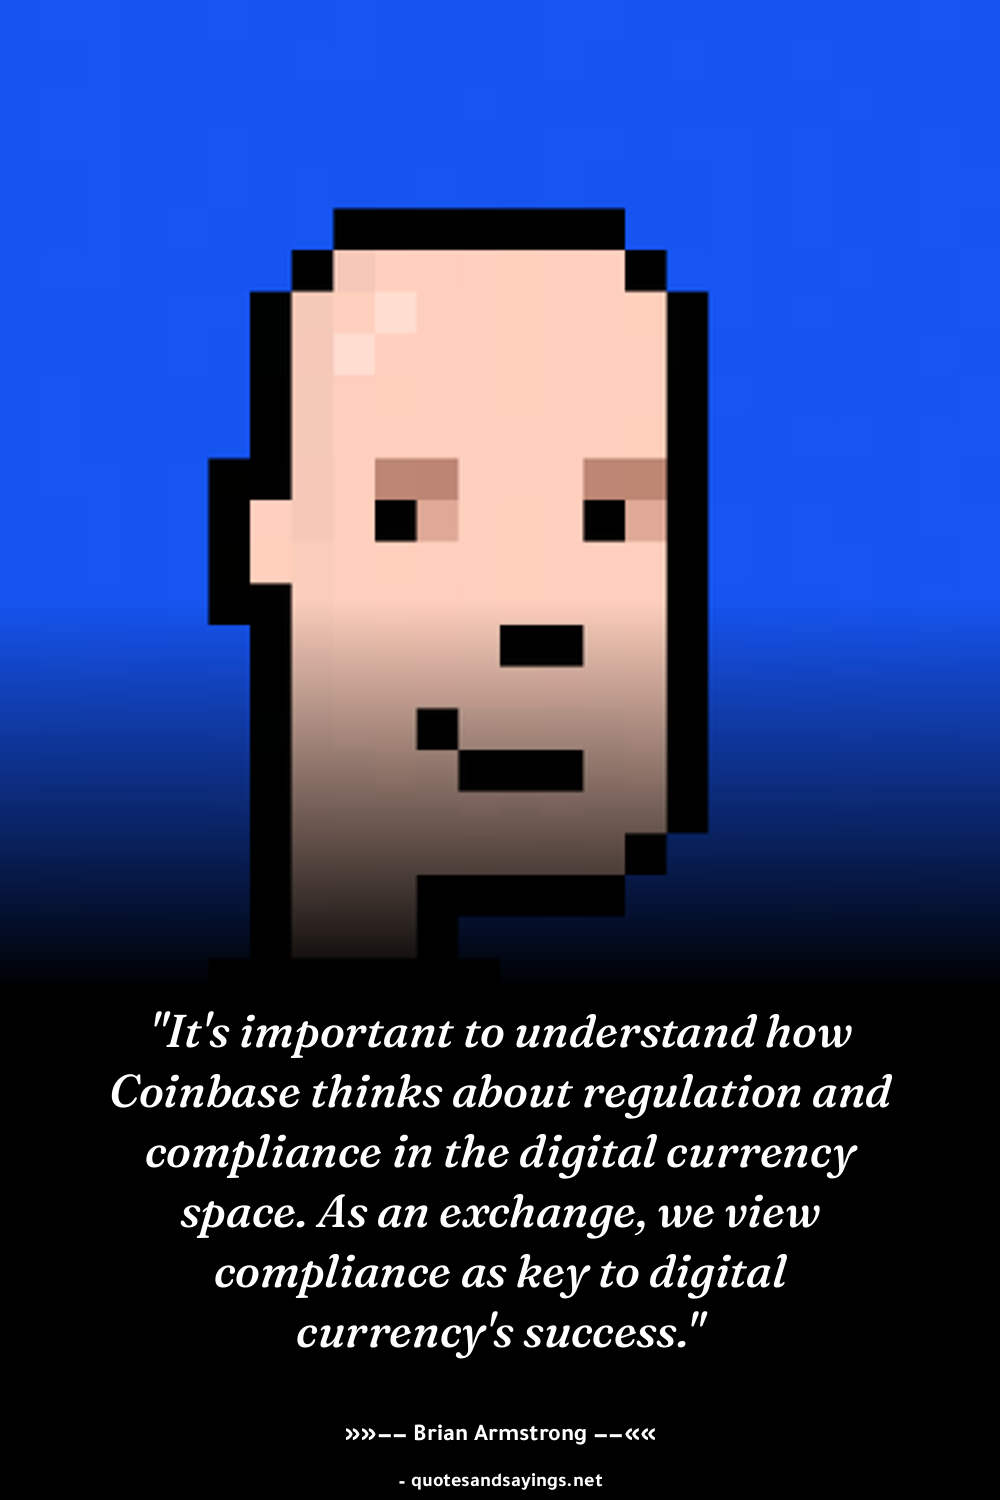 "It's important to understand how
Coinbase thinks about regulation and
compliance in the digital currency
space. As an exchange, we view
compliance as key to digital
currency's success."
»»−− Brian Armstrong −−««
- quotesandsayings.net